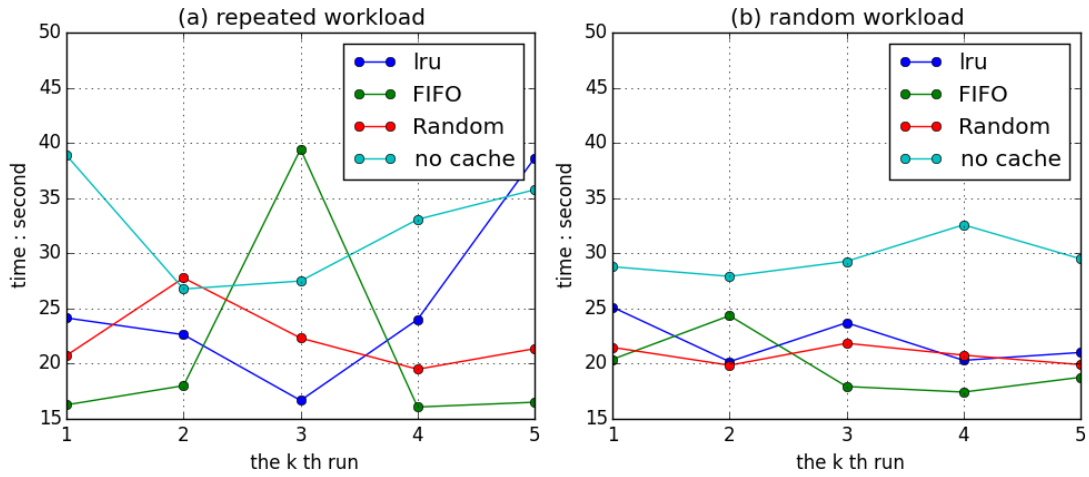 (a) repeated workload
50
45
40
35
30
25
20
15
time : second
lru
FIFO
Random
no cache
1 2 3 4 5
the k th run
(b) random workload
50
45
40
35
30
25
20
15
time : second
lru
FIFO
Random
no cache
1 2 3 4 5
the k th run